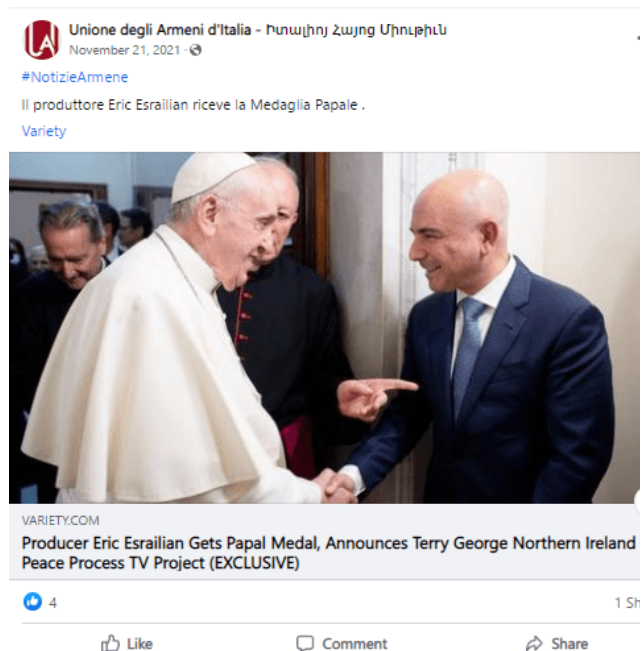 Unione degli Armeni d'Italia - Իտալիոյ Հայոց Միութիւն
November 21, 2021 ·
#NotizieArmene
Il produttore Eric Esrailian riceve la Medaglia Papale .
Variety
VARIETY.COM
Producer Eric Esrailian Gets Papal Medal, Announces Terry George Northern Ireland
Peace Process TV Project (EXCLUSIVE)
4
1 Sh
Like
Comment
Share